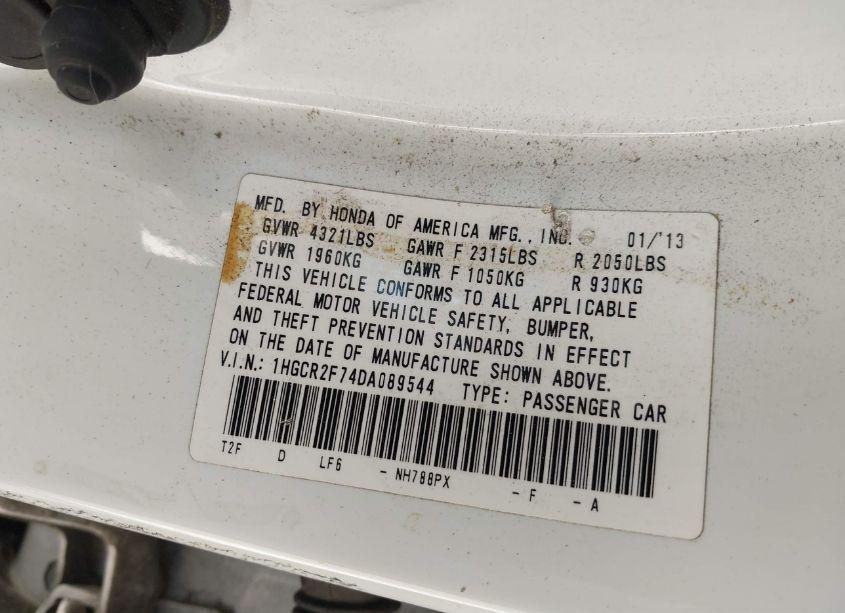 MFD. BY HONDA OF AMERICA MFG., INC. 01/'13
GVWR 4321LBS GAWR F 2315LBS R 2050LBS
GVWR 1960KG GAWR F 1050KG R 930KG
THIS VEHICLE CONFORMS TO ALL APPLICABLE
FEDERAL MOTOR VEHICLE SAFETY, BUMPER,
AND THEFT PREVENTION STANDARDS IN EFFECT
ON THE DATE OF MANUFACTURE SHOWN ABOVE.
V.I.N.: 1HGCR2F74DA089544 TYPE: PASSENGER CAR
T2F D LF6 - NH788PX - F - A